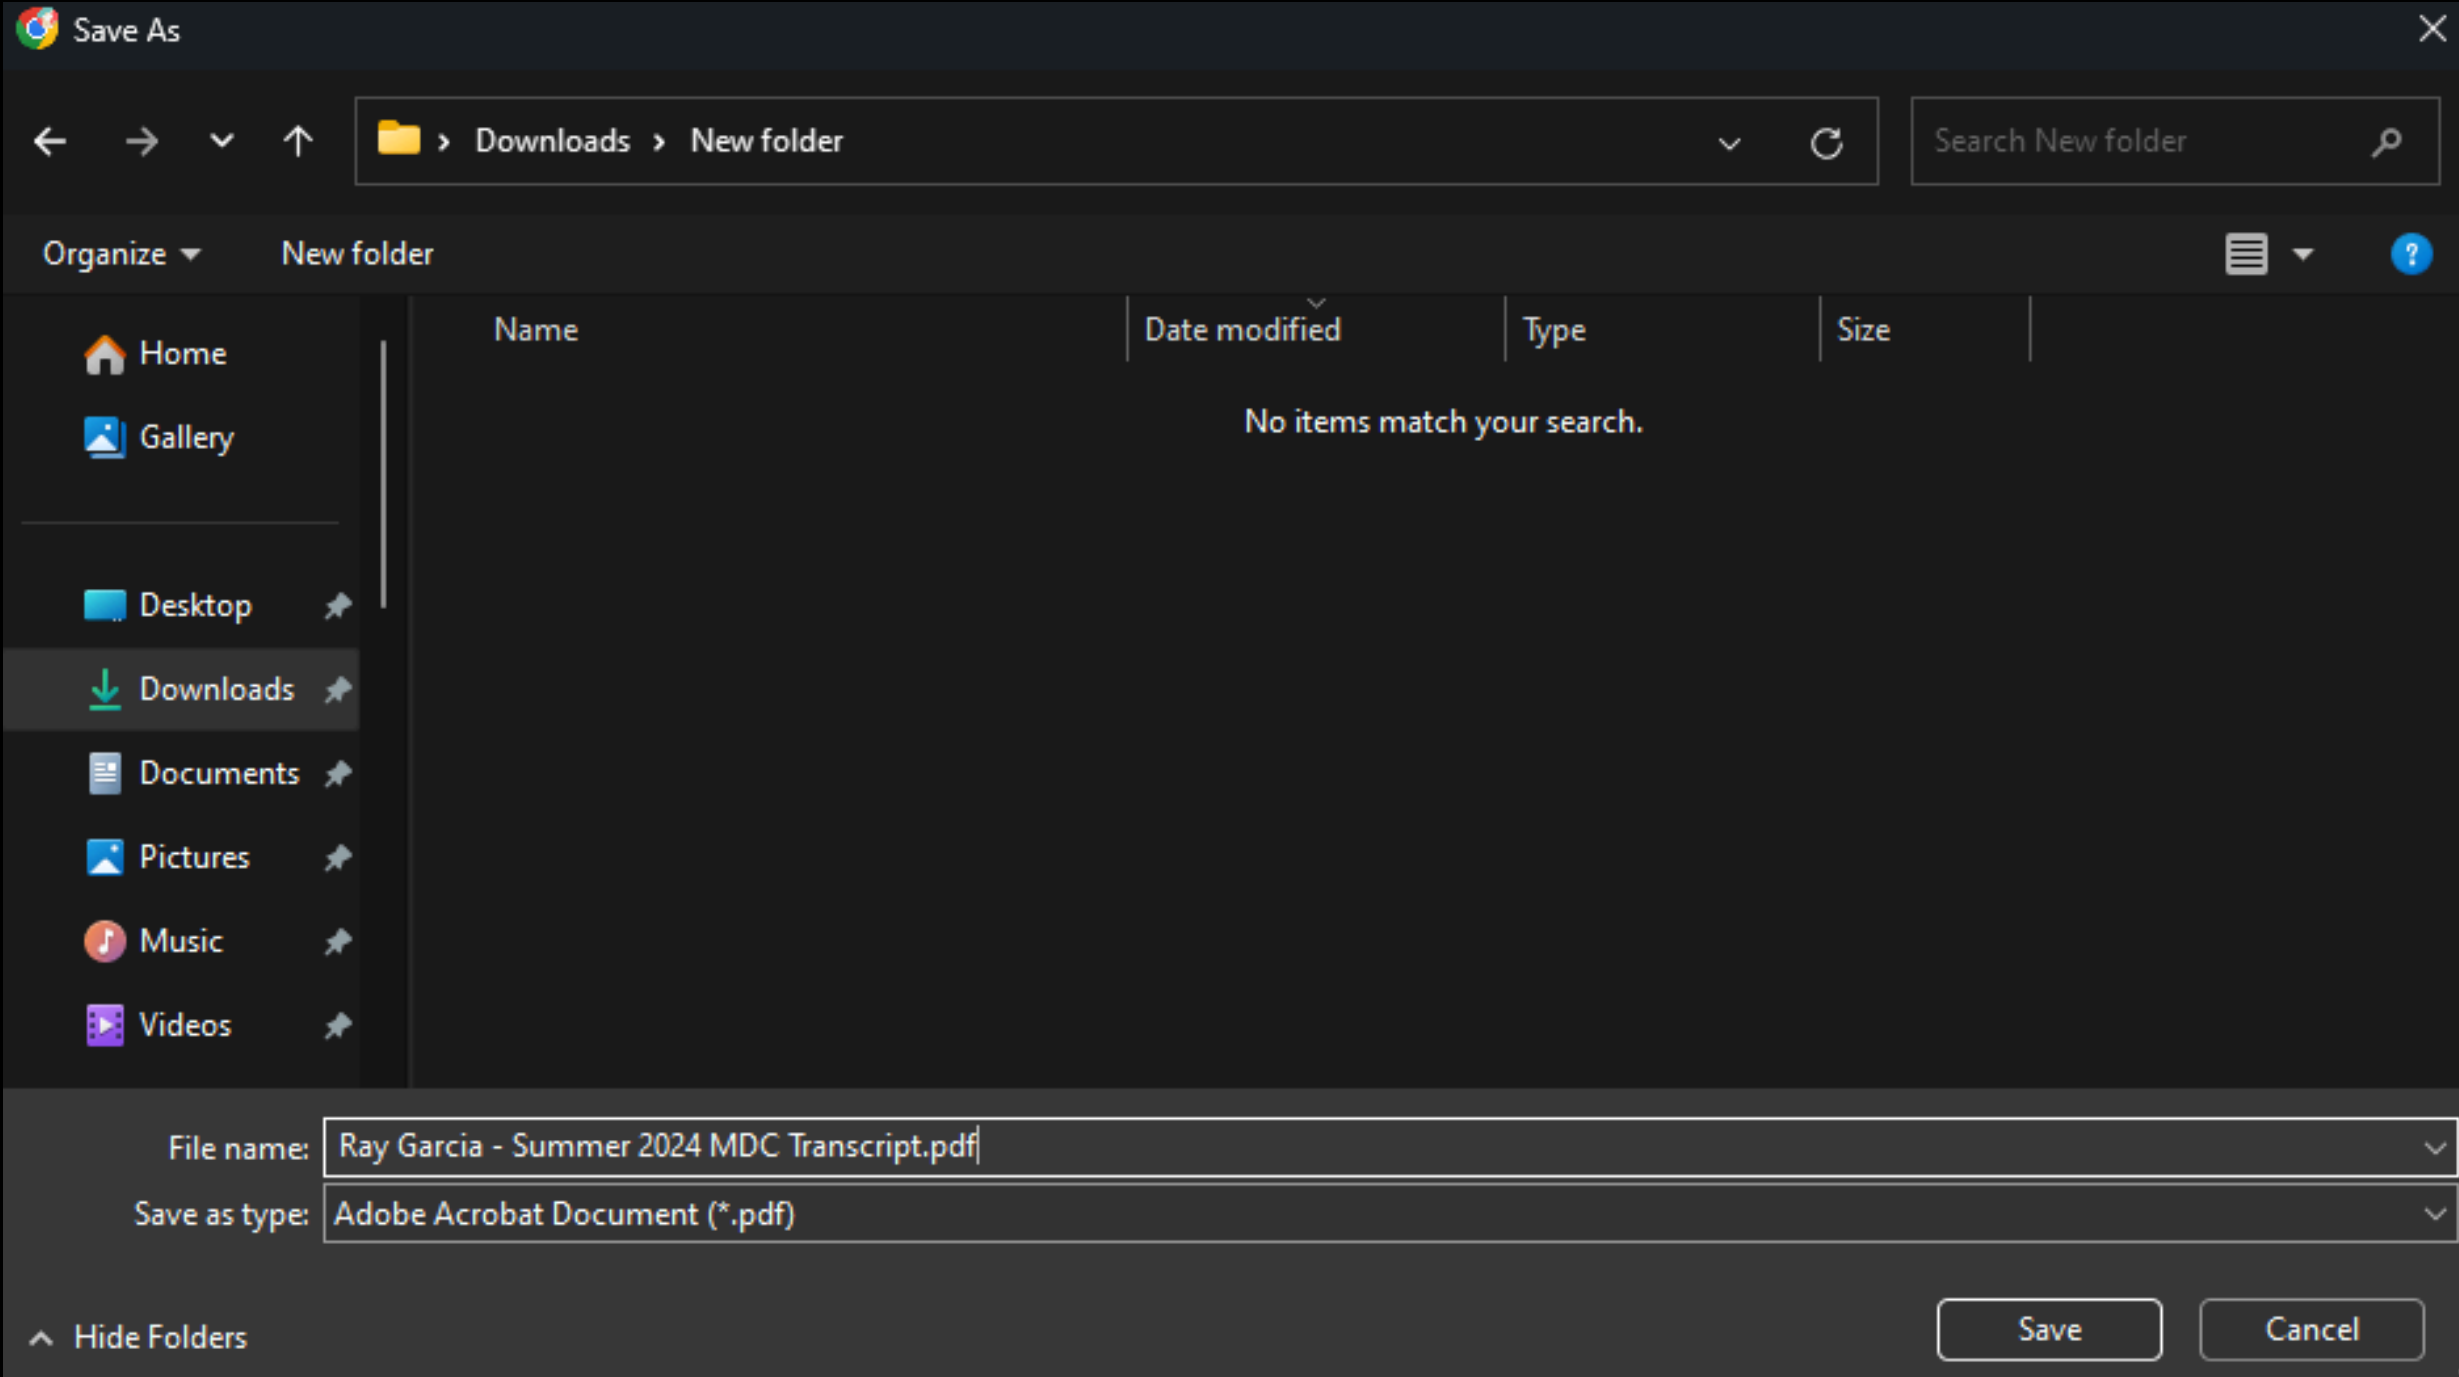 Save As
Downloads > New folder
Search New folder
Organize
New folder
?
Name
Date modified
Type
Size
No items match your search.
Home
Gallery
Desktop
Downloads
Documents
Pictures
Music
Videos
File name: Ray Garcia - Summer 2024 MDC Transcript.pdf
Save as type: Adobe Acrobat Document (*.pdf)
Hide Folders
Save
Cancel